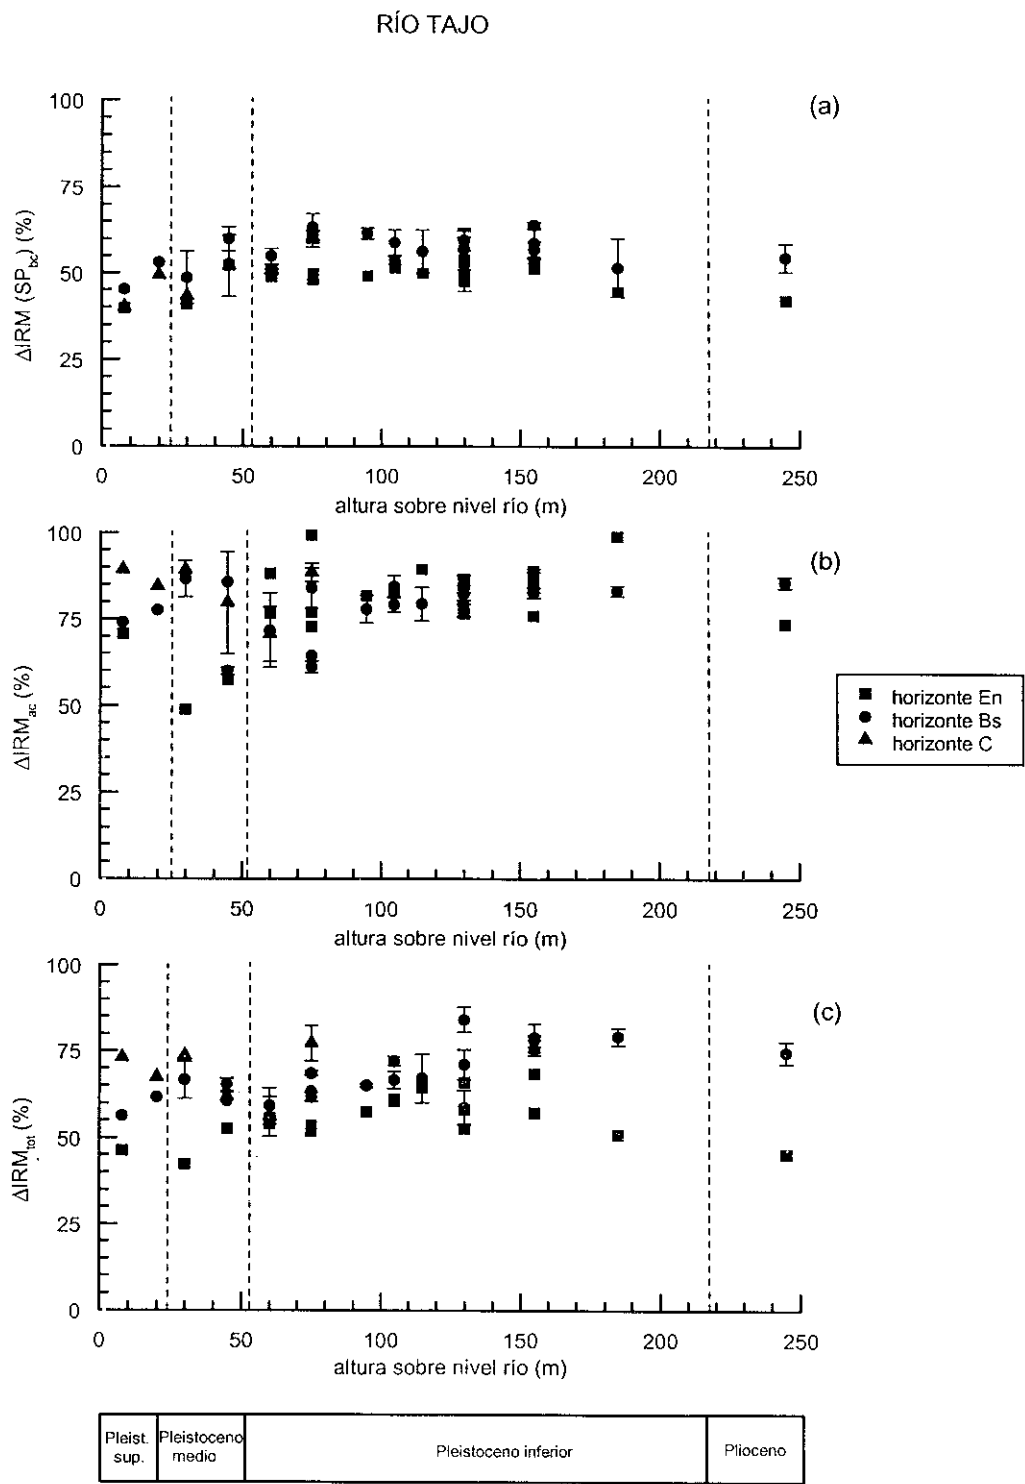 RÍO TAJO
(a)
ΔIRM (SP_bc) (%)
100
75
50
25
0
0 50 100 150 200 250
altura sobre nivel río (m)
(b)
ΔIRM_ac (%)
100
75
50
25
0
0 50 100 150 200 250
altura sobre nivel río (m)
horizonte En
horizonte Bs
horizonte C
(c)
ΔIRM_tot (%)
100
75
50
25
0
0 50 100 150 200 250
altura sobre nivel río (m)
Pleist.
sup.
Pleistoceno
medio
Pleistoceno inferior
Plioceno